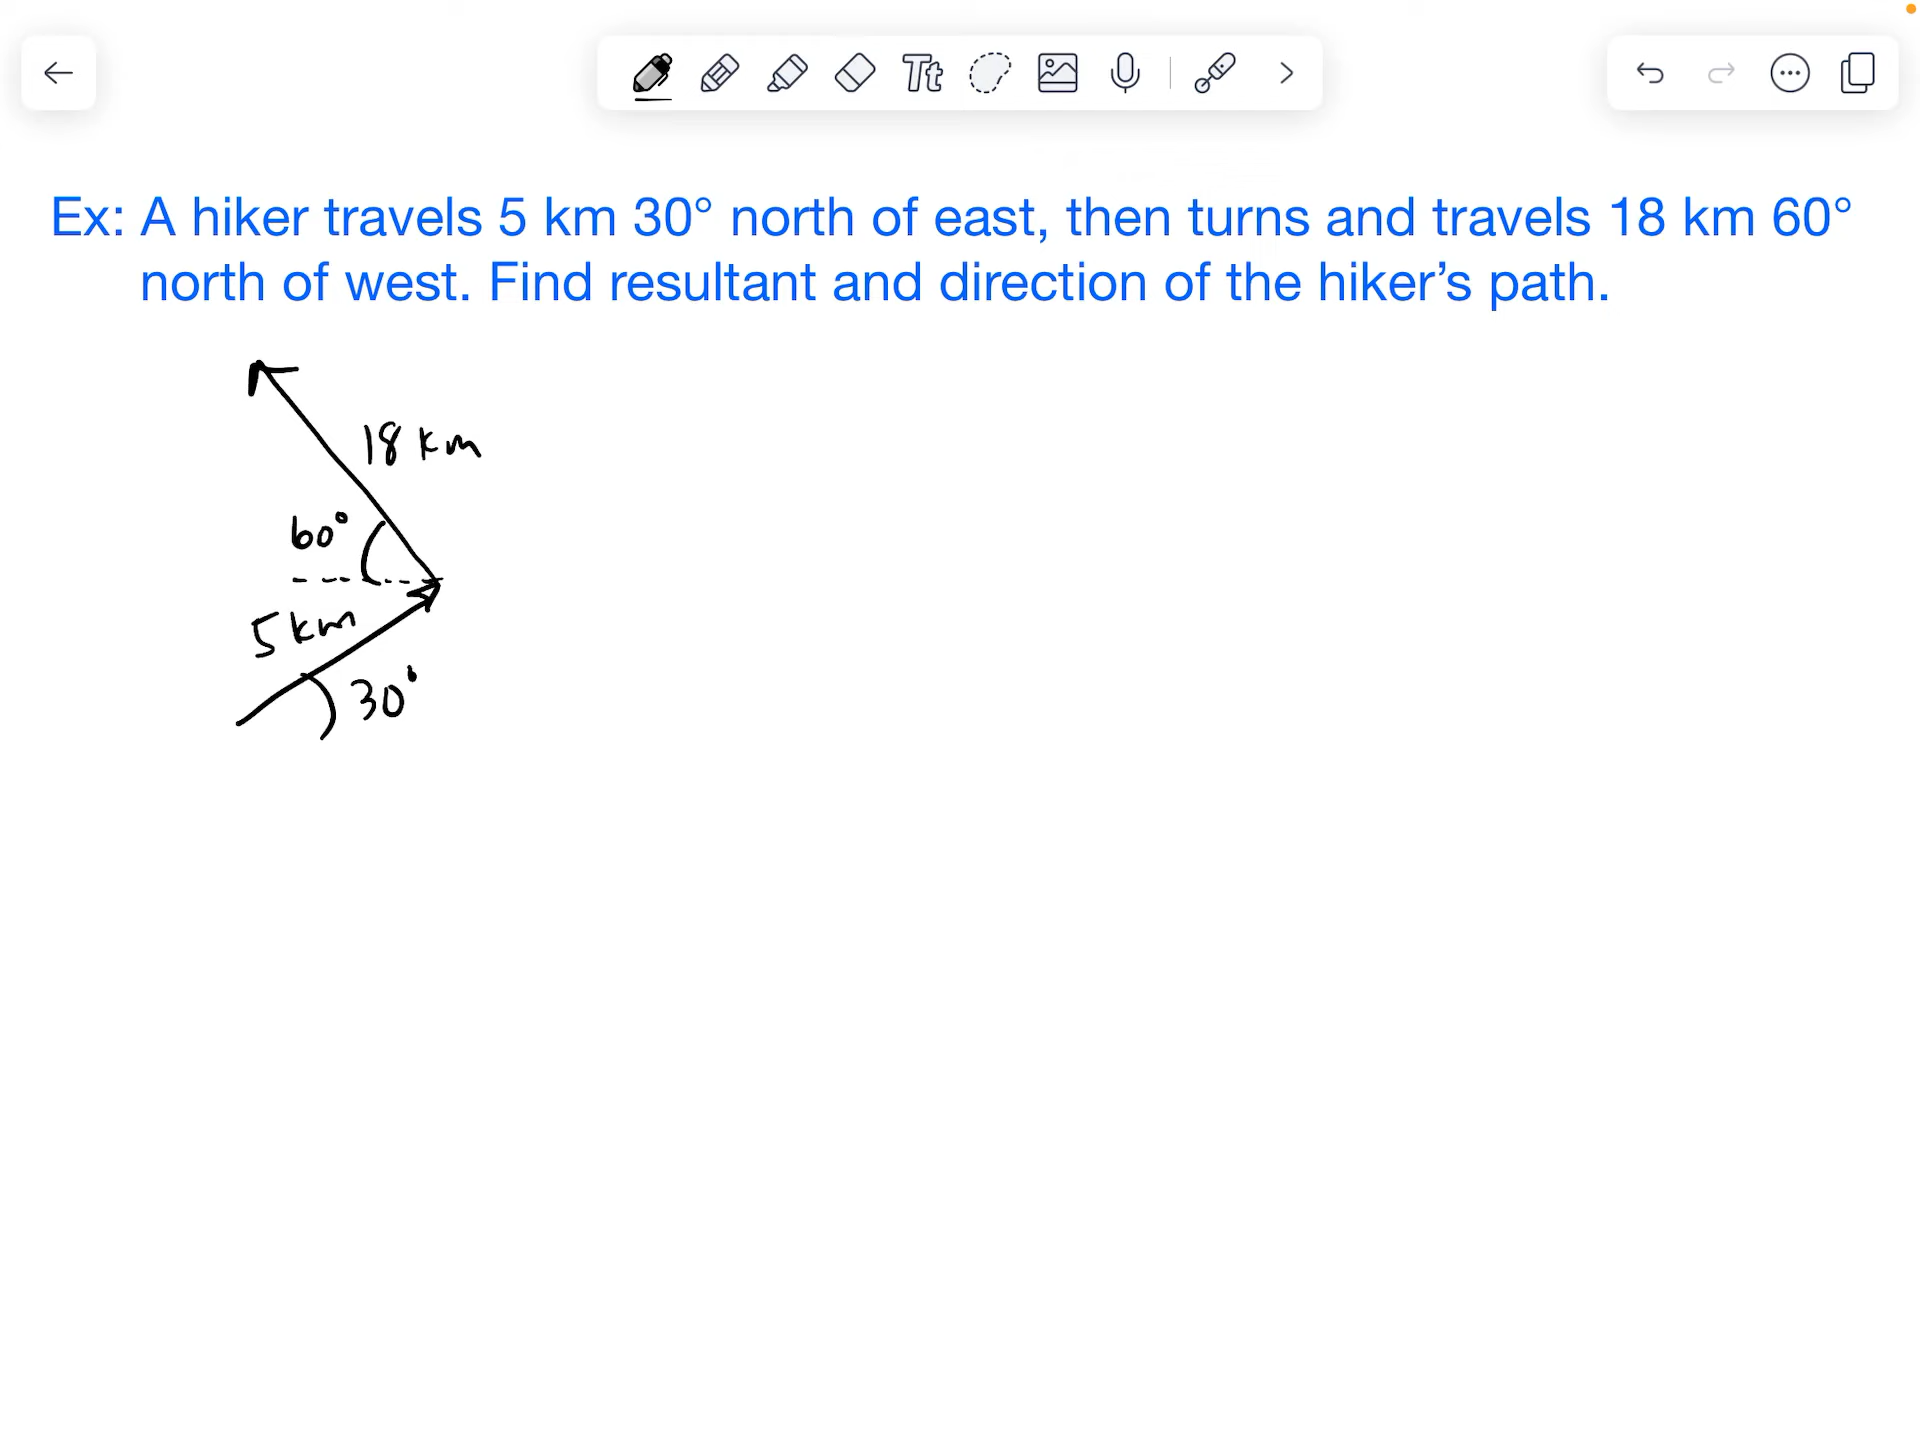 Tt
Ex: A hiker travels 5 km 30° north of east, then turns and travels 18 km 60°
north of west. Find resultant and direction of the hiker’s path.
18 km
60°
5 km
30°